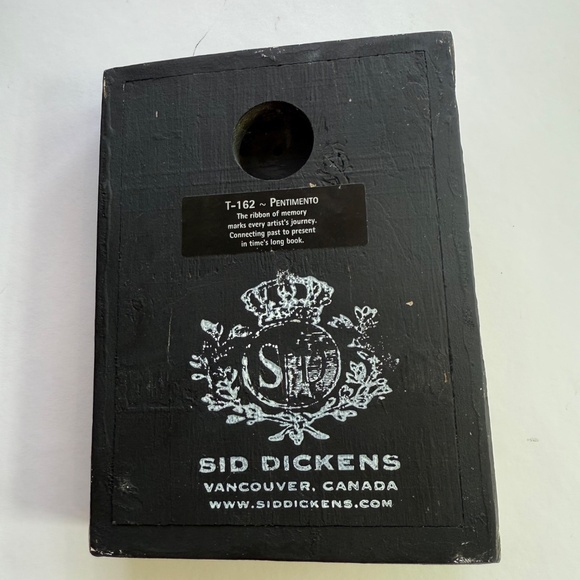 T-162 ~ PENTIMENTO
The ribbon of memory
marks every artist's journey.
Connecting past to present
in time's long book.
SID
SID DICKENS
VANCOUVER, CANADA
WWW.SIDDICKENS.COM